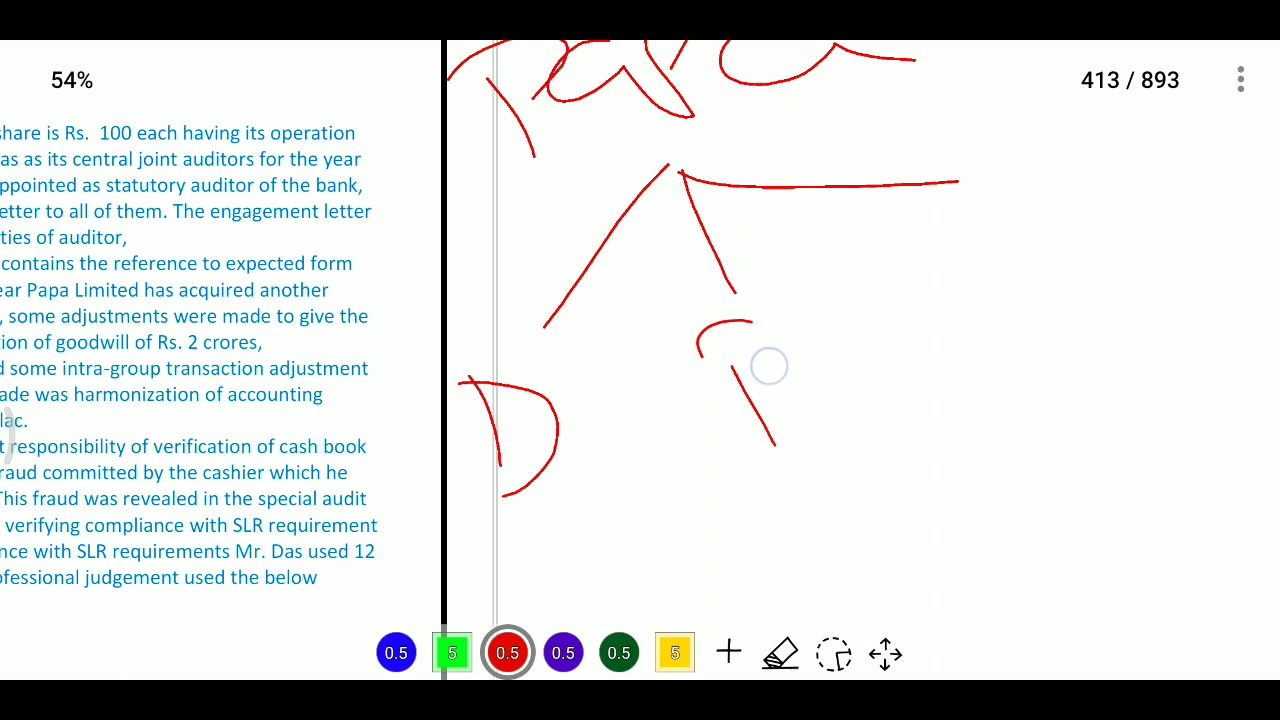 54%
413 / 893
share is Rs. 100 each having its operation
as as its central joint auditors for the year
ppointed as statutory auditor of the bank,
etter to all of them. The engagement letter
ties of auditor,
contains the reference to expected form
ear Papa Limited has acquired another
, some adjustments were made to give the
tion of goodwill of Rs. 2 crores,
d some intra-group transaction adjustment
ade was harmonization of accounting
lac.
t responsibility of verification of cash book
raud committed by the cashier which he
This fraud was revealed in the special audit
verifying compliance with SLR requirement
nce with SLR requirements Mr. Das used 12
ofessional judgement used the below
D
0.5 5 0.5 0.5 0.5 5